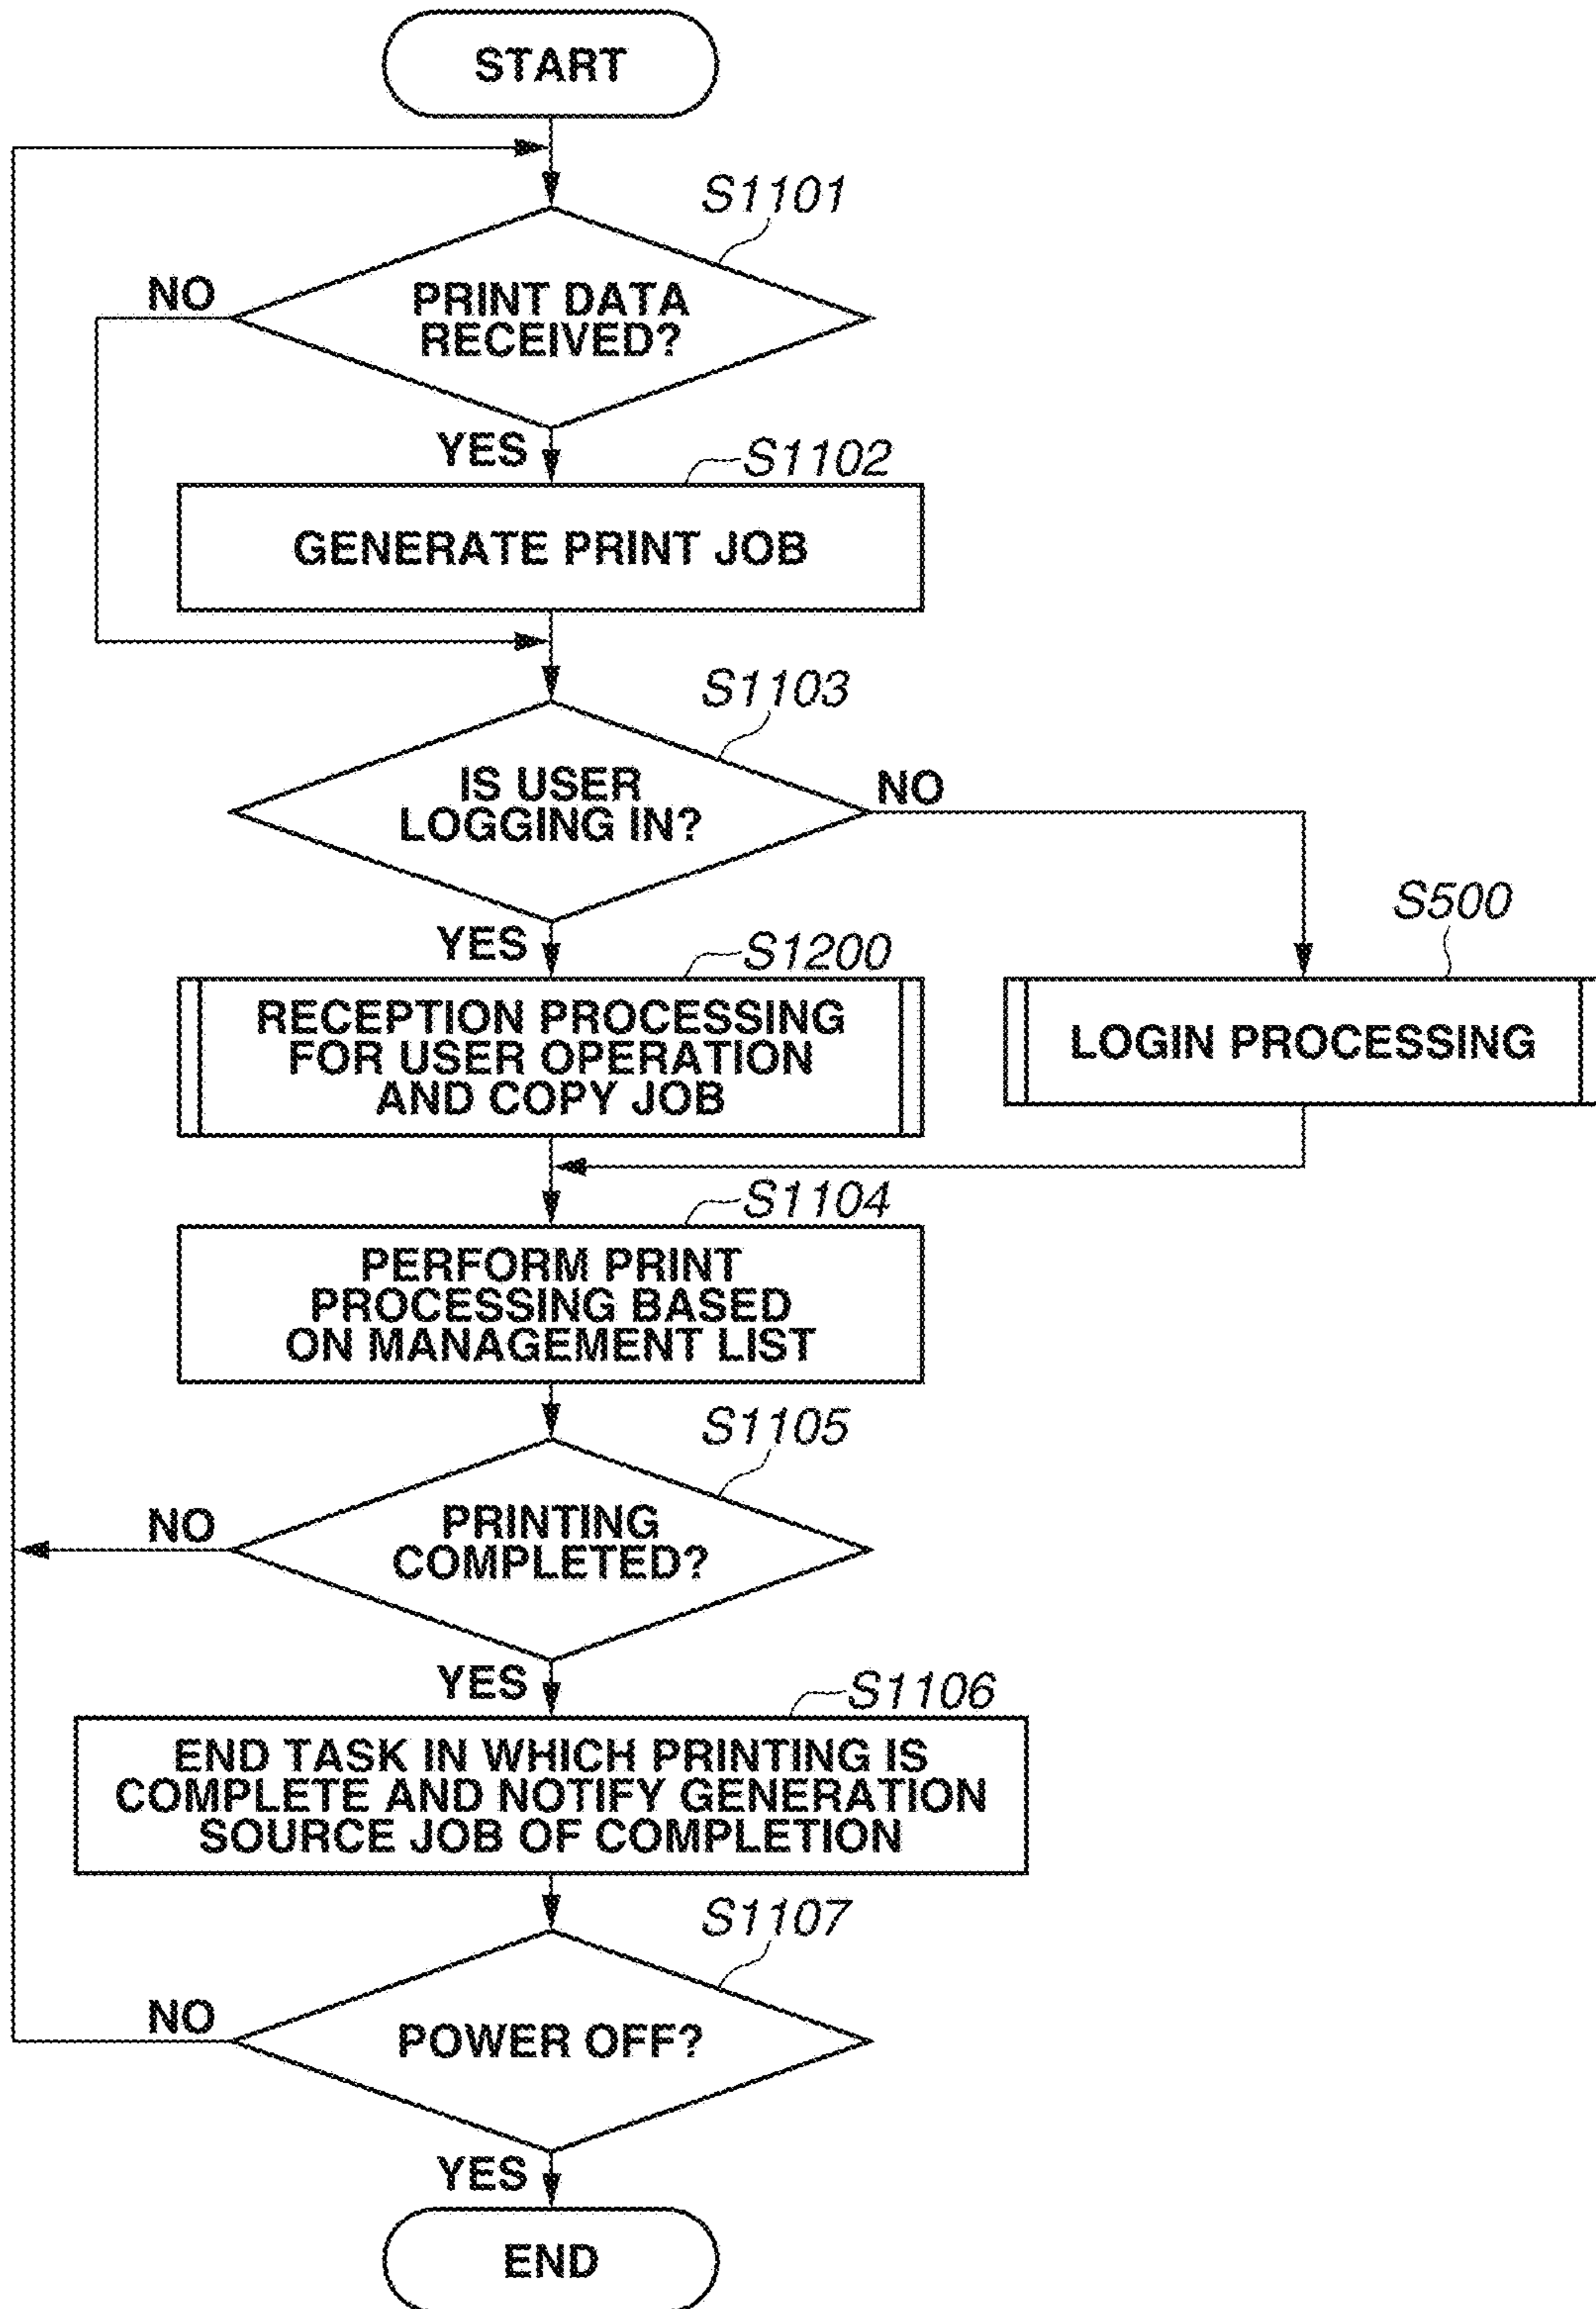 START
S1101
NO
PRINT DATA
RECEIVED?
YES
S1102
GENERATE PRINT JOB
S1103
IS USER
LOGGING IN?
NO
YES
S1200
S500
RECEPTION PROCESSING
FOR USER OPERATION
AND COPY JOB
LOGIN PROCESSING
S1104
PERFORM PRINT
PROCESSING BASED
ON MANAGEMENT LIST
S1105
NO
PRINTING
COMPLETED?
YES
S1106
END TASK IN WHICH PRINTING IS
COMPLETE AND NOTIFY GENERATION
SOURCE JOB OF COMPLETION
S1107
NO
POWER OFF?
YES
END